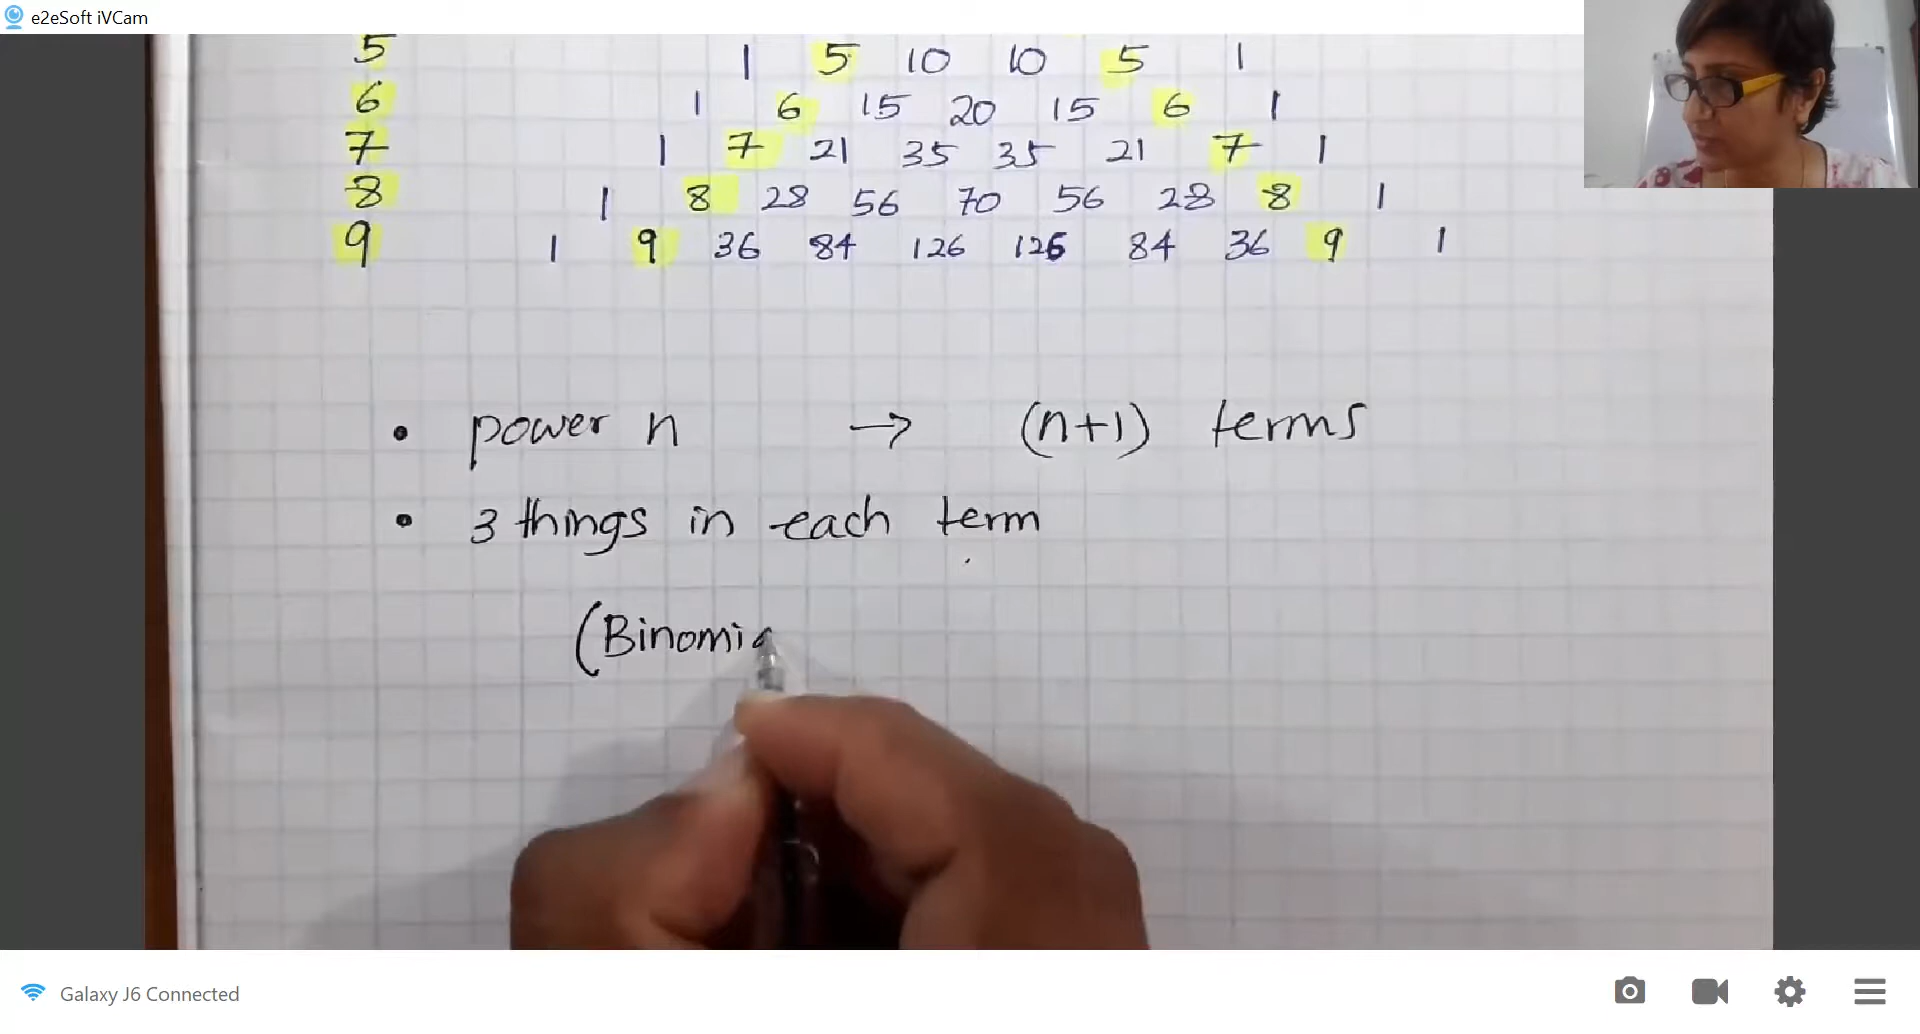 e2eSoft iVCam
5 1 5 10 10 5 1
6 1 6 15 20 15 6 1
7 1 7 21 35 35 21 7 1
8 1 8 28 56 70 56 28 8 1
9 1 9 36 84 126 126 84 36 9 1
• power n → (n+1) terms
• 3 things in each term
(Binomia
Galaxy J6 Connected